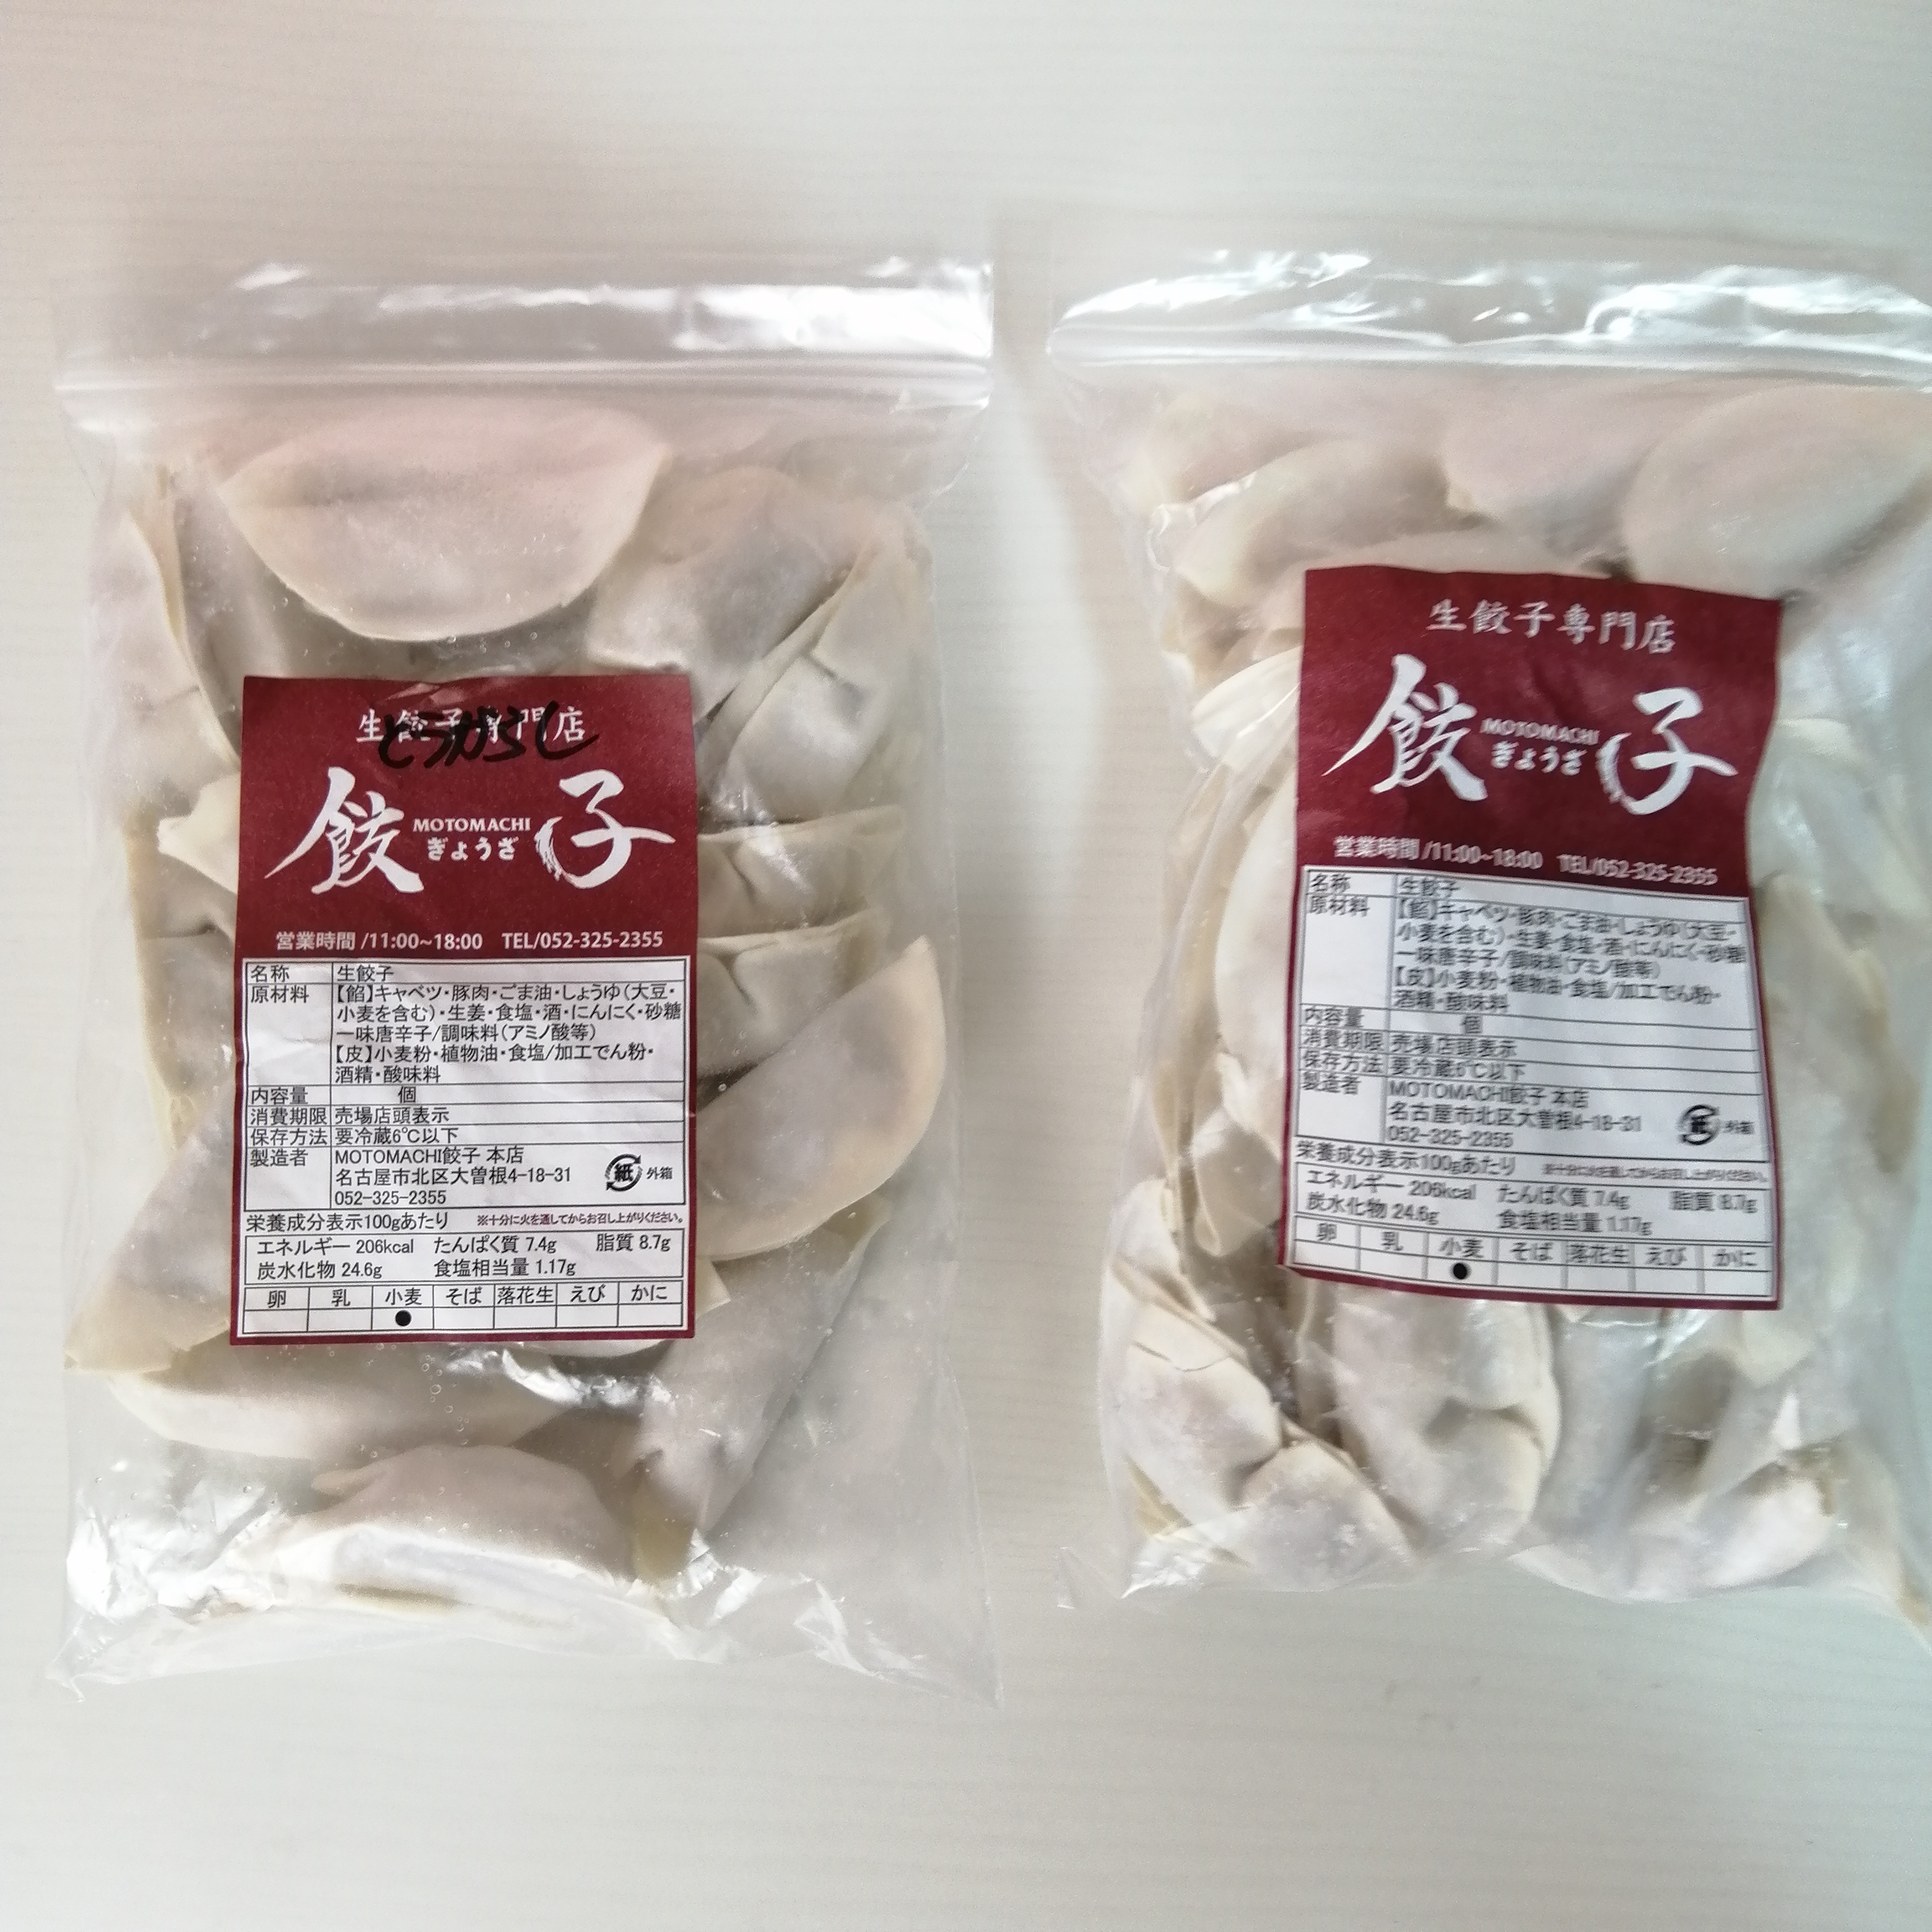 生餃子専門店
とうがらし
餃子
MOTOMACHI
ぎょうざ
営業時間/11:00~18:00 TEL/052-325-2355
名称 生餃子
原材料 【餡】キャベツ・豚肉・ごま油・しょうゆ(大豆・
小麦を含む)・生姜・食塩・酒・にんにく・砂糖
一味唐辛子/調味料(アミノ酸等)
【皮】小麦粉・植物油・食塩/加工でん粉・
酒精・酸味料
内容量 個
消費期限 売場店頭表示
保存方法 要冷蔵6℃以下
製造者 MOTOMACHI餃子 本店
名古屋市北区大曽根4-18-31
紙 外箱
052-325-2355
栄養成分表示100gあたり ※十分に火を通してからお召し上がりください。
エネルギー 206kcal たんぱく質 7.4g 脂質 8.7g
炭水化物 24.6g 食塩相当量 1.17g
卵 乳 小麦 そば 落花生 えび かに
●
生餃子専門店
餃子
MOTOMACHI
ぎょうざ
営業時間/11:00~18:00 TEL/052-325-2355
名称 生餃子
原材料 【餡】キャベツ・豚肉・ごま油・しょうゆ(大豆・
小麦を含む)・生姜・食塩・酒・にんにく・砂糖
一味唐辛子/調味料(アミノ酸等)
【皮】小麦粉・植物油・食塩/加工でん粉・
酒精・酸味料
内容量 個
消費期限 売場店頭表示
保存方法 要冷蔵6℃以下
製造者 MOTOMACHI餃子 本店
名古屋市北区大曽根4-18-31
紙 外箱
052-325-2355
栄養成分表示100gあたり ※十分に火を通してからお召し上がりください。
エネルギー 206kcal たんぱく質 7.4g 脂質 8.7g
炭水化物 24.6g 食塩相当量 1.17g
卵 乳 小麦 そば 落花生 えび かに
●